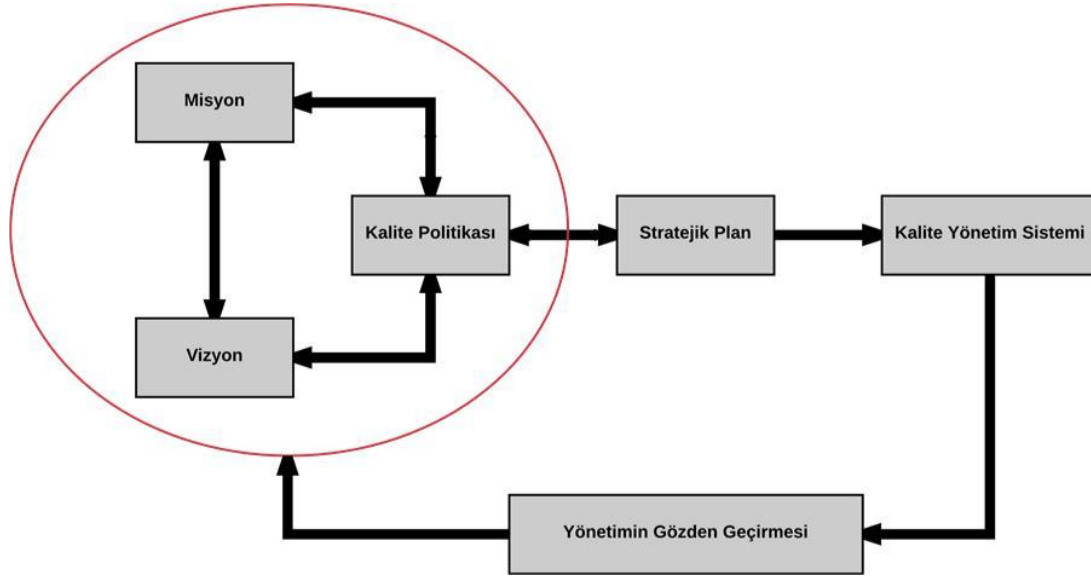 Misyon
Kalite Politikası
Stratejik Plan
Kalite Yönetim Sistemi
Vizyon
Yönetimin Gözden Geçirmesi